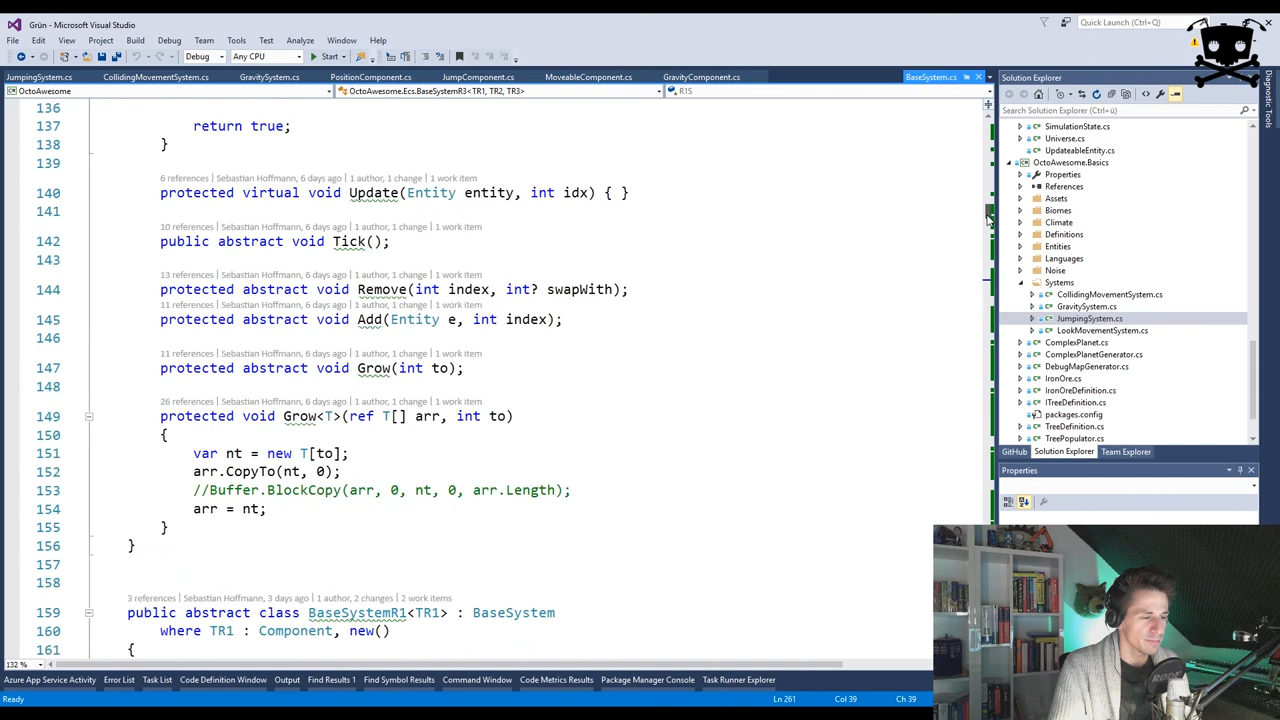 Grün - Microsoft Visual Studio
Quick Launch (Ctrl+Q)
File Edit View Project Build Debug Team Tools Test Analyze Window Help
Debug Any CPU Start
JumpingSystem.cs CollidingMovementSystem.cs GravitySystem.cs PositionComponent.cs JumpComponent.cs MoveableComponent.cs GravityComponent.cs BaseSystem.cs
OctoAwesome OctoAwesome.Ecs.BaseSystemR3<TR1, TR2, TR3> R1S
136
137 return true;
138 }
139
6 references | Sebastian Hoffmann, 6 days ago | 1 author, 1 change | 1 work item
140 protected virtual void Update(Entity entity, int idx) { }
141
10 references | Sebastian Hoffmann, 6 days ago | 1 author, 1 change | 1 work item
142 public abstract void Tick();
143
13 references | Sebastian Hoffmann, 6 days ago | 1 author, 1 change | 1 work item
144 protected abstract void Remove(int index, int? swapWith);
11 references | Sebastian Hoffmann, 6 days ago | 1 author, 1 change | 1 work item
145 protected abstract void Add(Entity e, int index);
146
11 references | Sebastian Hoffmann, 6 days ago | 1 author, 1 change | 1 work item
147 protected abstract void Grow(int to);
148
26 references | Sebastian Hoffmann, 6 days ago | 1 author, 1 change | 1 work item
149 protected void Grow<T>(ref T[] arr, int to)
150 {
151 var nt = new T[to];
152 arr.CopyTo(nt, 0);
153 //Buffer.BlockCopy(arr, 0, nt, 0, arr.Length);
154 arr = nt;
155 }
156 }
157
158
3 references | Sebastian Hoffmann, 3 days ago | 1 author, 2 changes | 2 work items
159 public abstract class BaseSystemR1<TR1> : BaseSystem
160 where TR1 : Component, new()
161 {
132 %
Solution Explorer
Search Solution Explorer (Ctrl+ü)
SimulationState.cs
Universe.cs
UpdateableEntity.cs
OctoAwesome.Basics
Properties
References
Assets
Biomes
Climate
Definitions
Entities
Languages
Noise
Systems
CollidingMovementSystem.cs
GravitySystem.cs
JumpingSystem.cs
LookMovementSystem.cs
ComplexPlanet.cs
ComplexPlanetGenerator.cs
DebugMapGenerator.cs
IronOre.cs
IronOreDefinition.cs
ITreeDefinition.cs
packages.config
TreeDefinition.cs
TreePopulator.cs
GitHub Solution Explorer Team Explorer
Properties
Diagnostic Tools
Azure App Service Activity Error List Task List Code Definition Window Output Find Results 1 Find Symbol Results Command Window Code Metrics Results Package Manager Console Task Runner Explorer
Ready Ln 261 Col 39 Ch 39
RODE